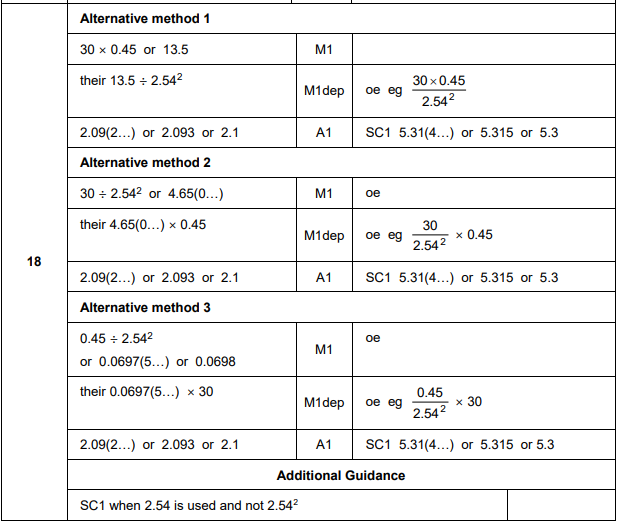 Alternative method 1
30 × 0.45 or 13.5 M1
their 13.5 ÷ 2.54² M1dep oe eg 30 × 0.45 / 2.54²
2.09(2…) or 2.093 or 2.1 A1 SC1 5.31(4…) or 5.315 or 5.3
Alternative method 2
30 ÷ 2.54² or 4.65(0…) M1 oe
their 4.65(0…) × 0.45 M1dep oe eg 30 / 2.54² × 0.45
18
2.09(2…) or 2.093 or 2.1 A1 SC1 5.31(4…) or 5.315 or 5.3
Alternative method 3
0.45 ÷ 2.54² M1 oe
or 0.0697(5…) or 0.0698
their 0.0697(5…) × 30 M1dep oe eg 0.45 / 2.54² × 30
2.09(2…) or 2.093 or 2.1 A1 SC1 5.31(4…) or 5.315 or 5.3
Additional Guidance
SC1 when 2.54 is used and not 2.54²